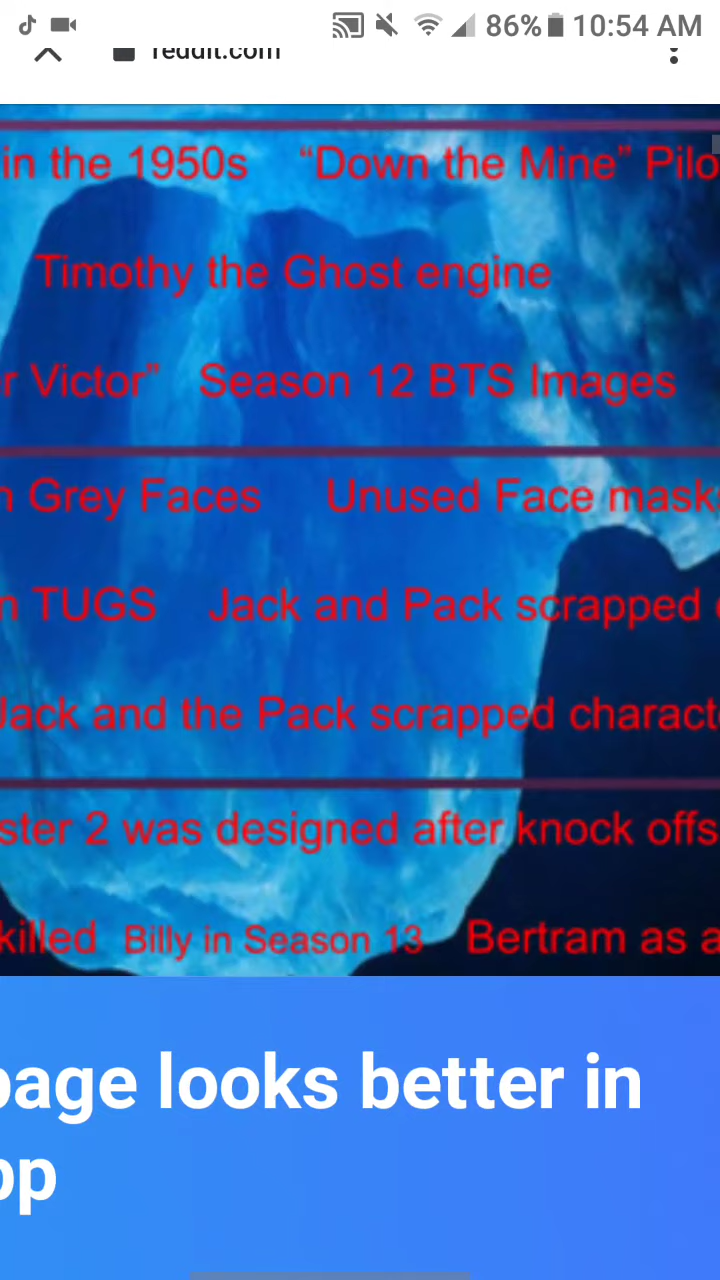 86% 10:54 AM
reddit.com
in the 1950s “Down the Mine” Pilo
Timothy the Ghost engine
r Victor” Season 12 BTS Images
n Grey Faces Unused Face mask
n TUGS Jack and Pack scrapped
Jack and the Pack scrapped charact
ster 2 was designed after knock offs
killed Billy in Season 13 Bertram as a
page looks better in
pp